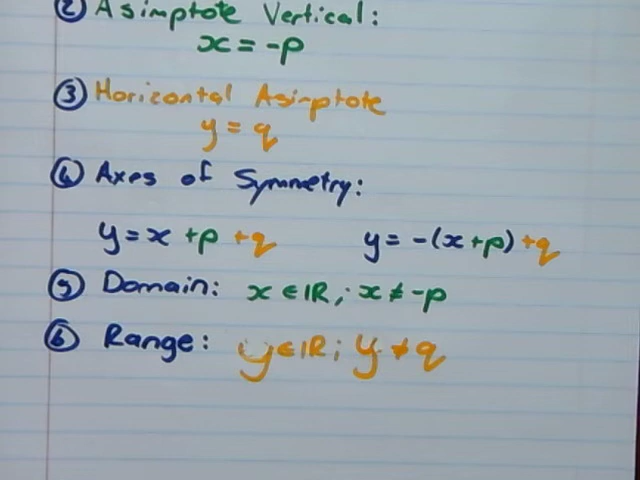 ② Asimptote Vertical:
x = -p
③ Horizontal Asimptote
y = q
④ Axes of Symmetry:
y = x + p + q y = -(x + p) + q
⑤ Domain: x ∈ ℝ; x ≠ -p
⑥ Range: y ∈ ℝ; y ≠ q